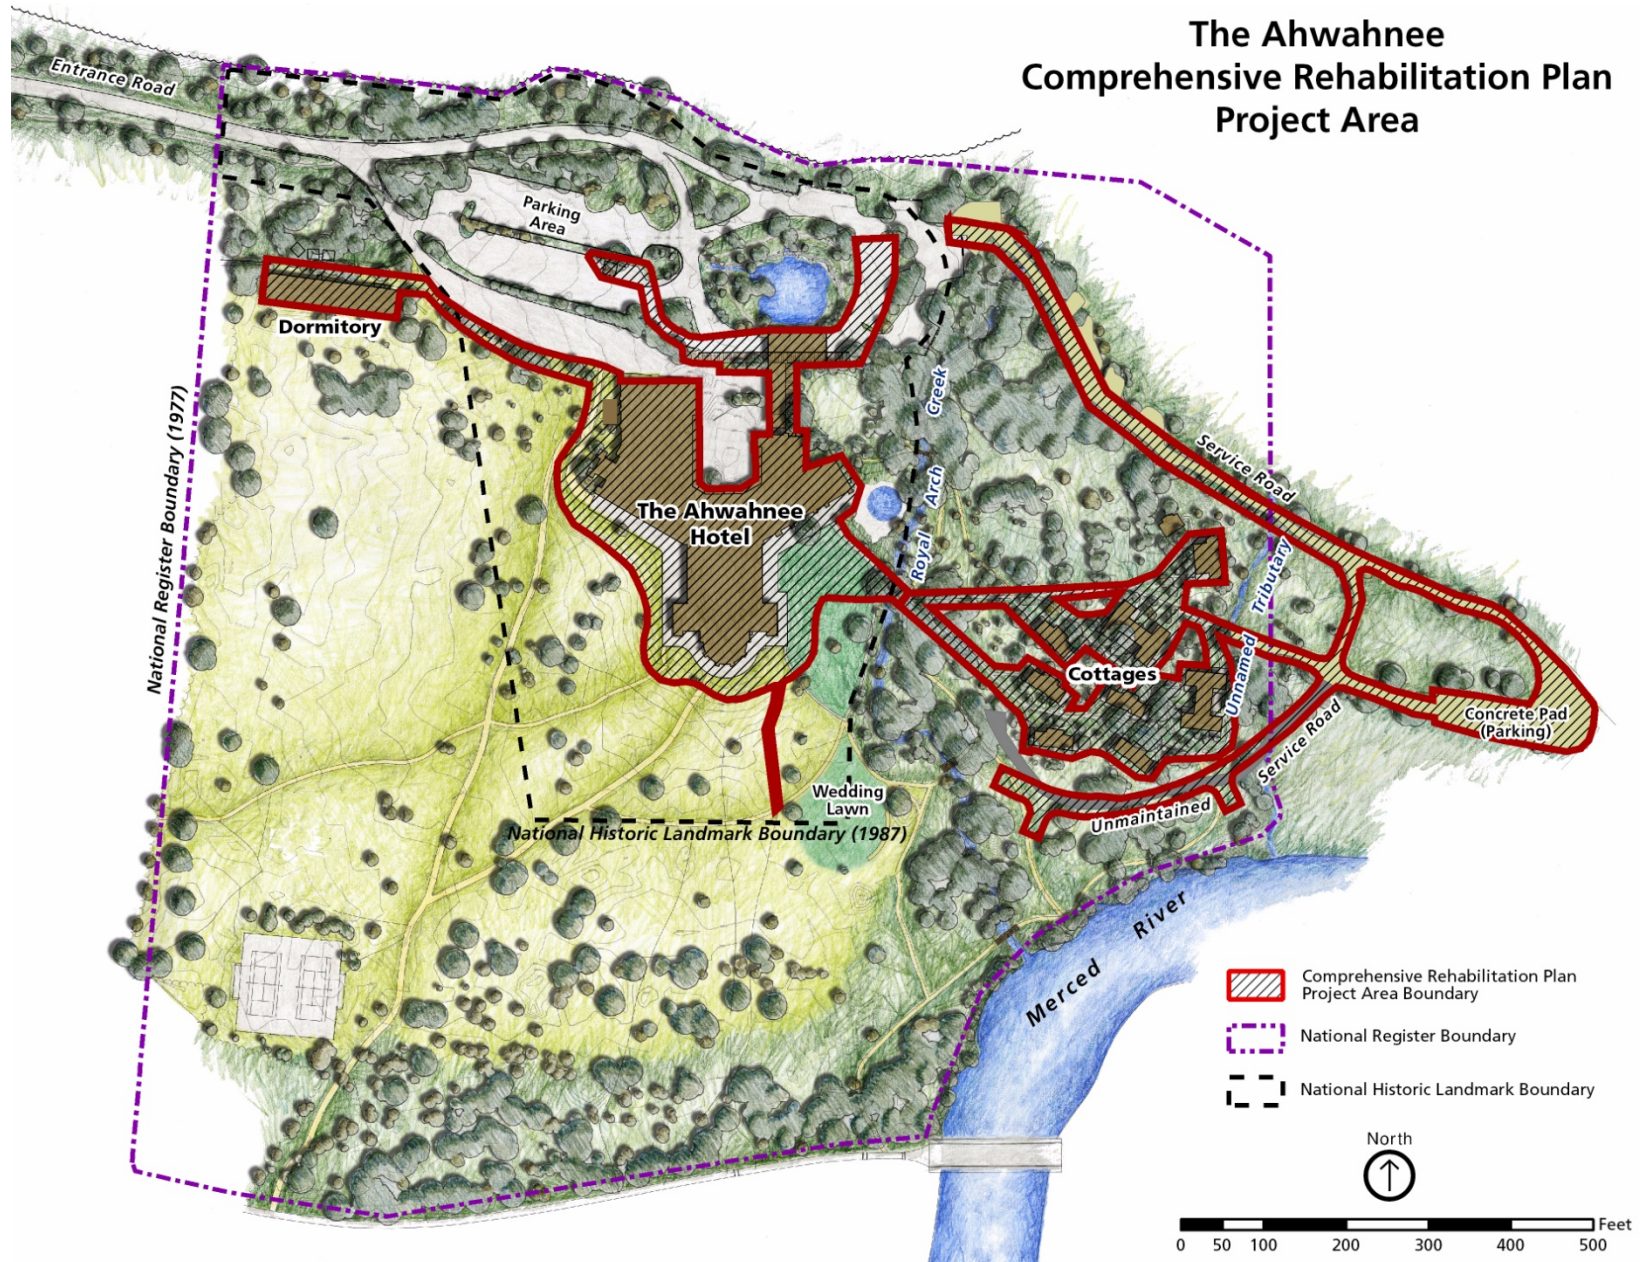 The Ahwahnee
Comprehensive Rehabilitation Plan
Project Area
Entrance Road
Parking
Area
Dormitory
National Register Boundary (1977)
The Ahwahnee
Hotel
Royal Arch Creek
Service Road
Unnamed Tributary
Cottages
Concrete Pad
(Parking)
Unmaintained Service Road
Wedding
Lawn
National Historic Landmark Boundary (1987)
Merced River
Comprehensive Rehabilitation Plan
Project Area Boundary
National Register Boundary
National Historic Landmark Boundary
North
Feet
0 50 100 200 300 400 500